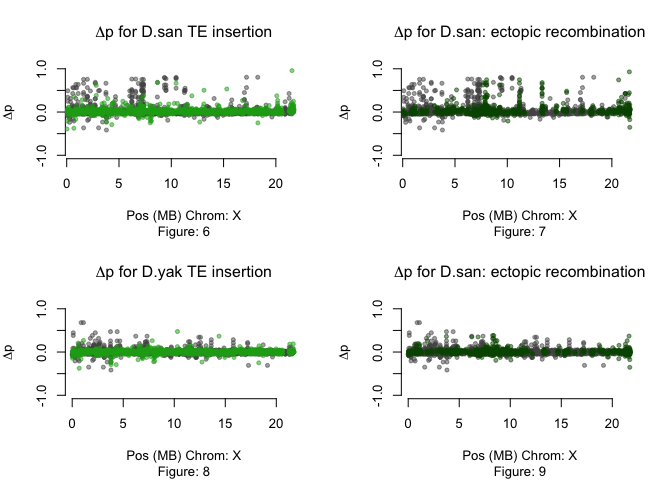 Δp for D.san TE insertion
Δp
1.0
0.0
-1.0
0
5
10
15
20
Pos (MB) Chrom: X
Figure: 6
Δp for D.san: ectopic recombination
Δp
1.0
0.0
-1.0
0
5
10
15
20
Pos (MB) Chrom: X
Figure: 7
Δp for D.yak TE insertion
Δp
1.0
0.0
-1.0
0
5
10
15
20
Pos (MB) Chrom: X
Figure: 8
Δp for D.san: ectopic recombination
Δp
1.0
0.0
-1.0
0
5
10
15
20
Pos (MB) Chrom: X
Figure: 9